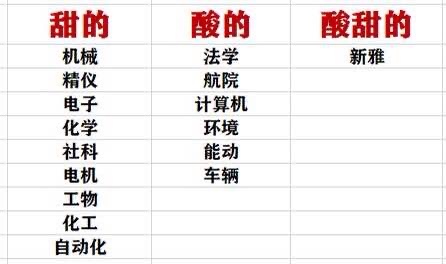 甜的 酸的 酸甜的
机械 法学 新雅
精仪 航院
电子 计算机
化学 环境
社科 能动
电机 车辆
工物
化工
自动化